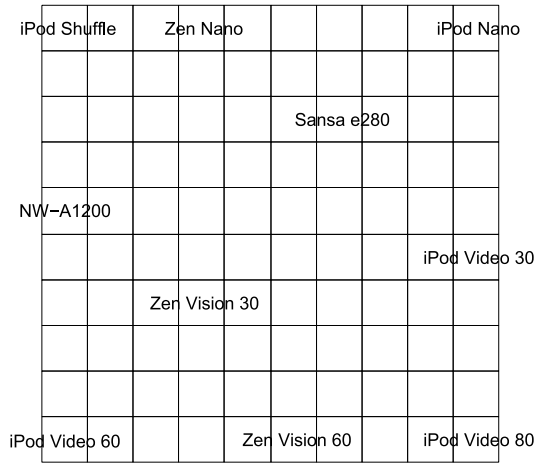 iPod Shuffle Zen Nano iPod Nano
Sansa e280
NW−A1200
iPod Video 30
Zen Vision 30
iPod Video 60 Zen Vision 60 iPod Video 80